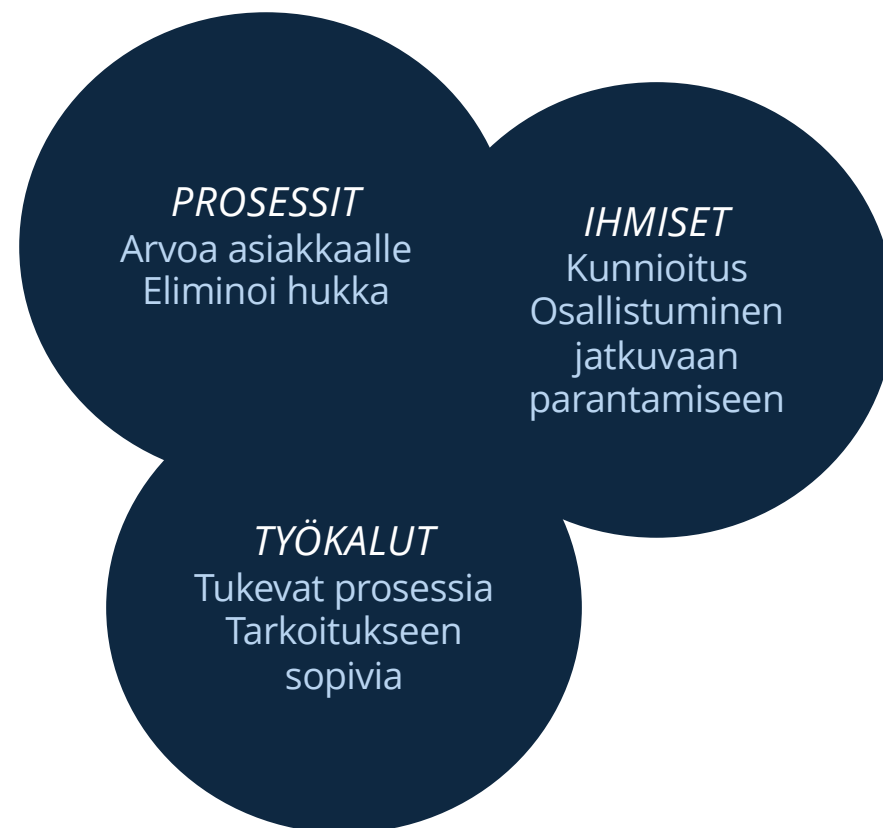 PROSESSIT
Arvoa asiakkaalle
Eliminoi hukka
IHMISET
Kunnioitus
Osallistuminen
jatkuvaan
parantamiseen
TYÖKALUT
Tukevat prosessia
Tarkoitukseen
sopivia